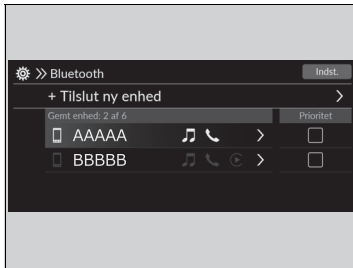 Bluetooth
Indst.
+ Tilslut ny enhed
Gemt enhed: 2 af 6
Prioritet
AAAAA
BBBBB